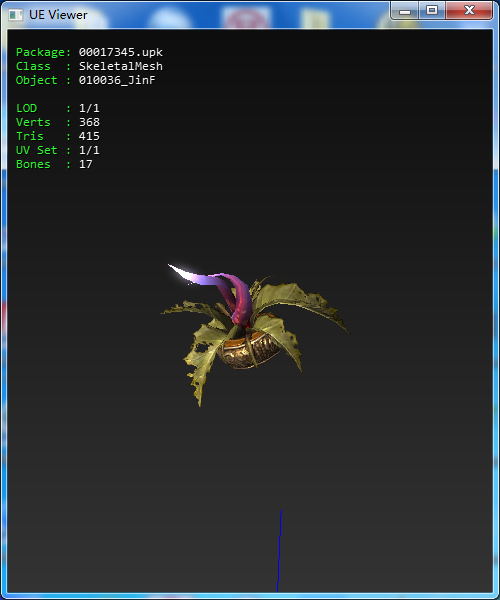 UE Viewer
Package: 00017345.upk
Class : SkeletalMesh
Object : 010036_JinF
LOD : 1/1
Verts : 368
Tris : 415
UV Set : 1/1
Bones : 17